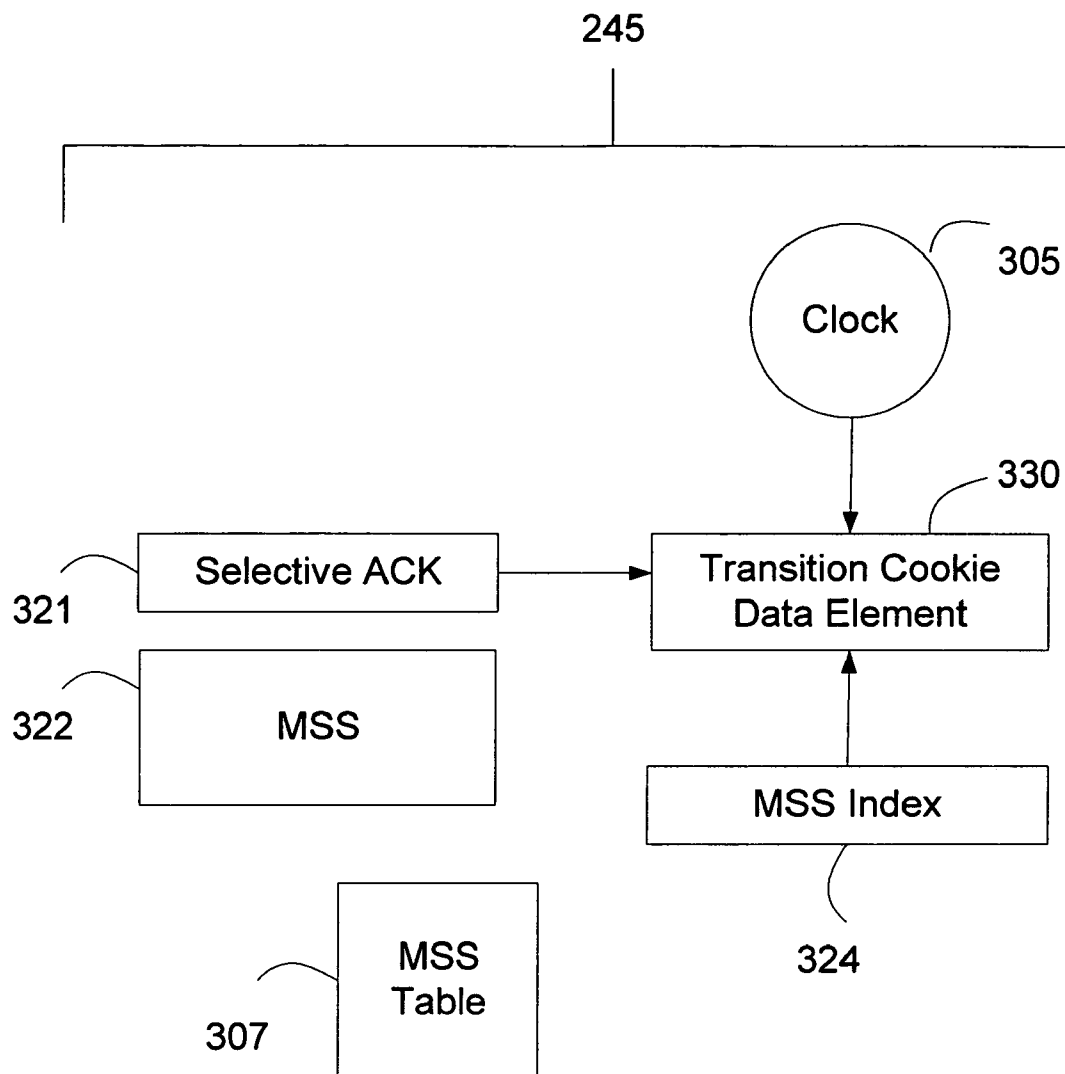 245
305
Clock
330
Selective ACK
Transition Cookie
Data Element
321
322
MSS
MSS Index
324
MSS
Table
307